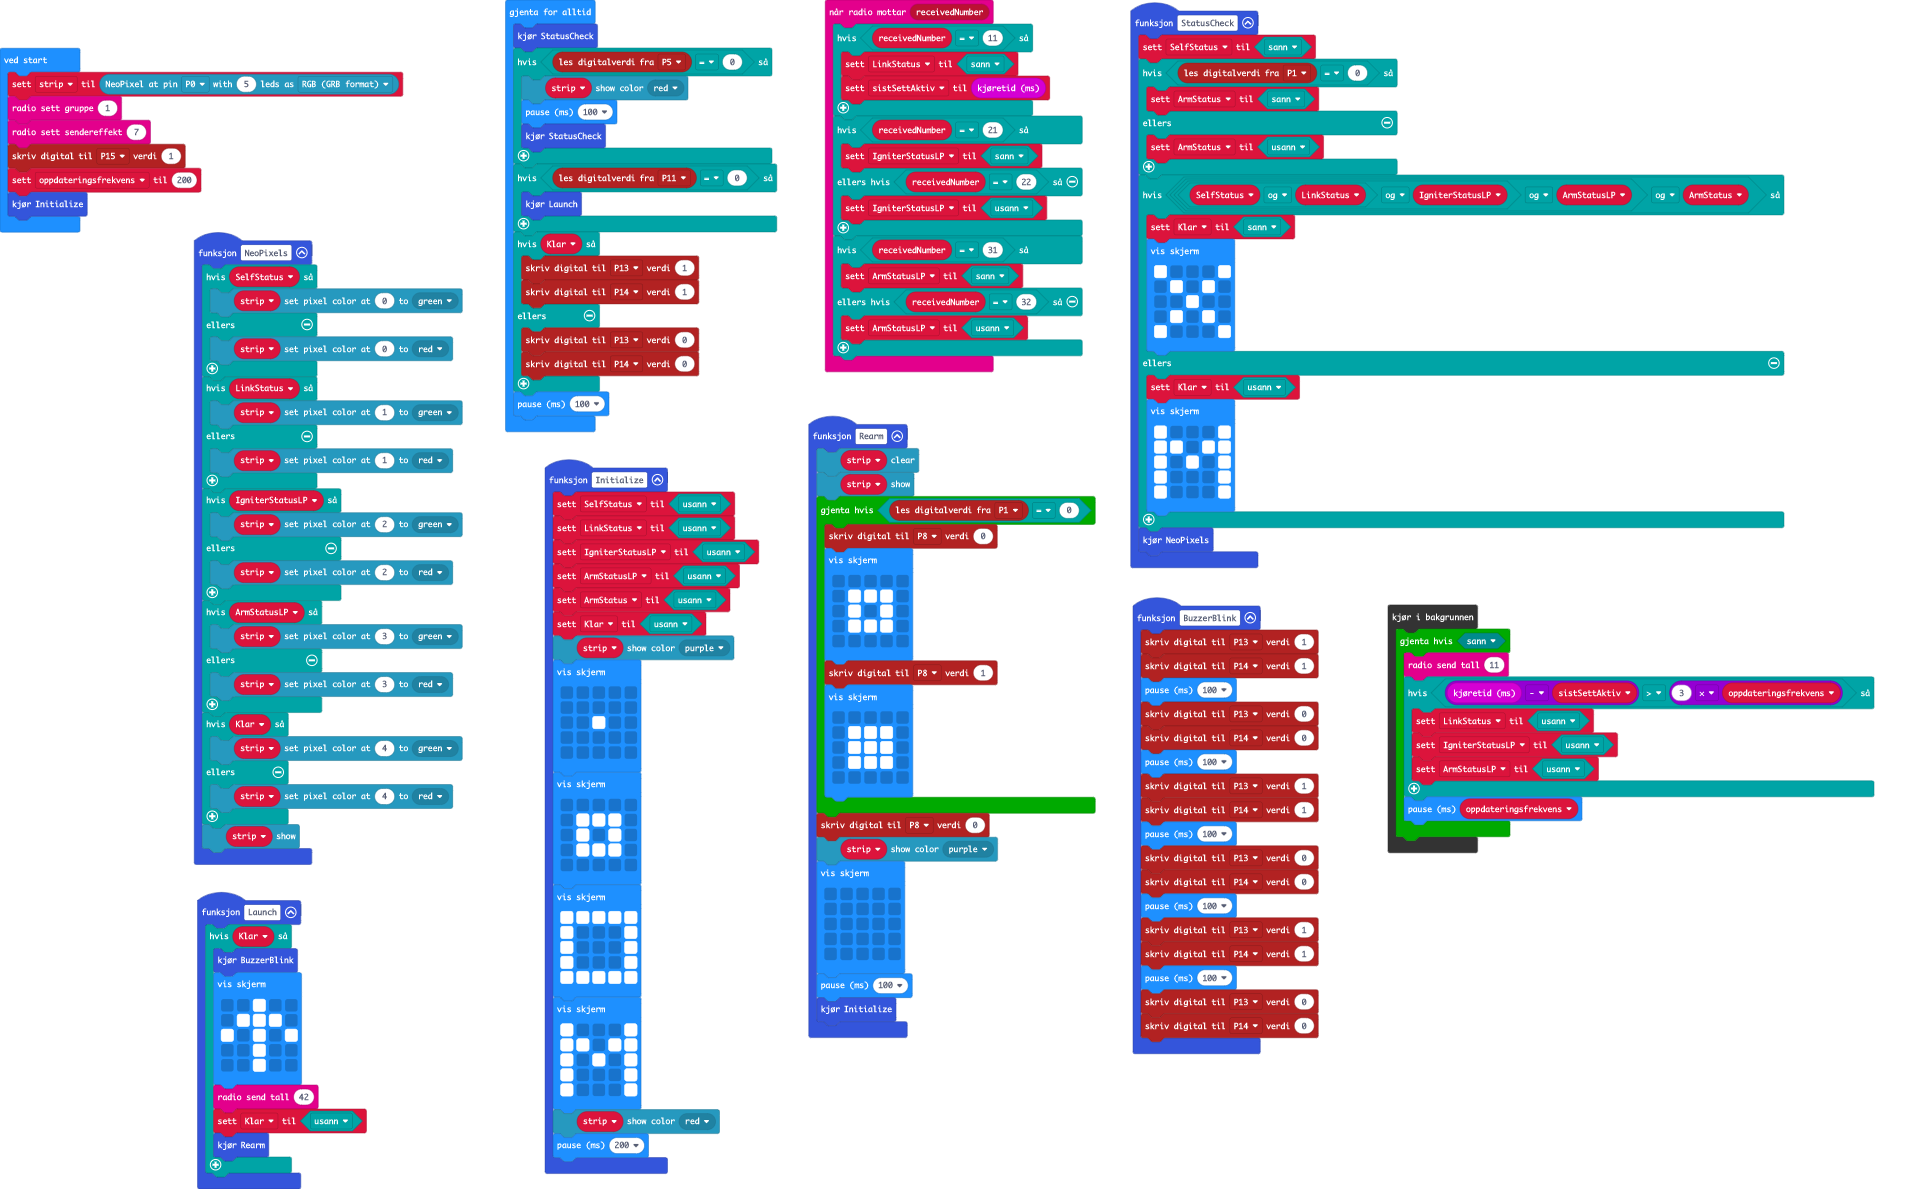 ved start
sett strip til NeoPixel at pin P0 with 5 leds as RGB (GRB format)
radio sett gruppe 1
radio sett sendereffekt 7
skriv digital til P15 verdi 1
sett oppdateringsfrekvens til 200
kjør Initialize
funksjon NeoPixels
hvis SelfStatus så
strip set pixel color at 0 to green
ellers
strip set pixel color at 0 to red
hvis LinkStatus så
strip set pixel color at 1 to green
ellers
strip set pixel color at 1 to red
hvis IgniterStatusLP så
strip set pixel color at 2 to green
ellers
strip set pixel color at 2 to red
hvis ArmStatusLP så
strip set pixel color at 3 to green
ellers
strip set pixel color at 3 to red
hvis Klar så
strip set pixel color at 4 to green
ellers
strip set pixel color at 4 to red
strip show
funksjon Launch
hvis Klar så
kjør BuzzerBlink
vis skjerm
radio send tall 42
sett Klar til usann
kjør Rearm
gjenta for alltid
kjør StatusCheck
hvis les digitalverdi fra P5 = 0 så
strip show color red
pause (ms) 100
kjør StatusCheck
hvis les digitalverdi fra P11 = 0 så
kjør Launch
hvis Klar så
skriv digital til P13 verdi 1
skriv digital til P14 verdi 1
ellers
skriv digital til P13 verdi 0
skriv digital til P14 verdi 0
pause (ms) 100
funksjon Initialize
sett SelfStatus til usann
sett LinkStatus til usann
sett IgniterStatusLP til usann
sett ArmStatusLP til usann
sett ArmStatus til usann
sett Klar til usann
strip show color purple
vis skjerm
vis skjerm
vis skjerm
vis skjerm
strip show color red
pause (ms) 200
når radio mottar receivedNumber
hvis receivedNumber = 11 så
sett LinkStatus til sann
sett sistSettAktiv til kjøretid (ms)
hvis receivedNumber = 21 så
sett IgniterStatusLP til sann
ellers hvis receivedNumber = 22 så
sett IgniterStatusLP til usann
hvis receivedNumber = 31 så
sett ArmStatusLP til sann
ellers hvis receivedNumber = 32 så
sett ArmStatusLP til usann
funksjon Rearm
strip clear
strip show
gjenta hvis les digitalverdi fra P1 = 0
skriv digital til P8 verdi 0
vis skjerm
skriv digital til P8 verdi 1
vis skjerm
skriv digital til P8 verdi 0
strip show color purple
vis skjerm
pause (ms) 100
kjør Initialize
funksjon StatusCheck
sett SelfStatus til sann
hvis les digitalverdi fra P1 = 0 så
sett ArmStatus til sann
ellers
sett ArmStatus til usann
hvis SelfStatus og LinkStatus og IgniterStatusLP og ArmStatusLP og ArmStatus så
sett Klar til sann
vis skjerm
ellers
sett Klar til usann
vis skjerm
kjør NeoPixels
funksjon BuzzerBlink
skriv digital til P13 verdi 1
skriv digital til P14 verdi 1
pause (ms) 100
skriv digital til P13 verdi 0
skriv digital til P14 verdi 0
pause (ms) 100
skriv digital til P13 verdi 1
skriv digital til P14 verdi 1
pause (ms) 100
skriv digital til P13 verdi 0
skriv digital til P14 verdi 0
pause (ms) 100
skriv digital til P13 verdi 1
skriv digital til P14 verdi 1
pause (ms) 100
skriv digital til P13 verdi 0
skriv digital til P14 verdi 0
kjør i bakgrunnen
gjenta hvis sann
radio send tall 11
hvis kjøretid (ms) - sistSettAktiv > 3 × oppdateringsfrekvens så
sett LinkStatus til usann
sett IgniterStatusLP til usann
sett ArmStatusLP til usann
pause (ms) oppdateringsfrekvens